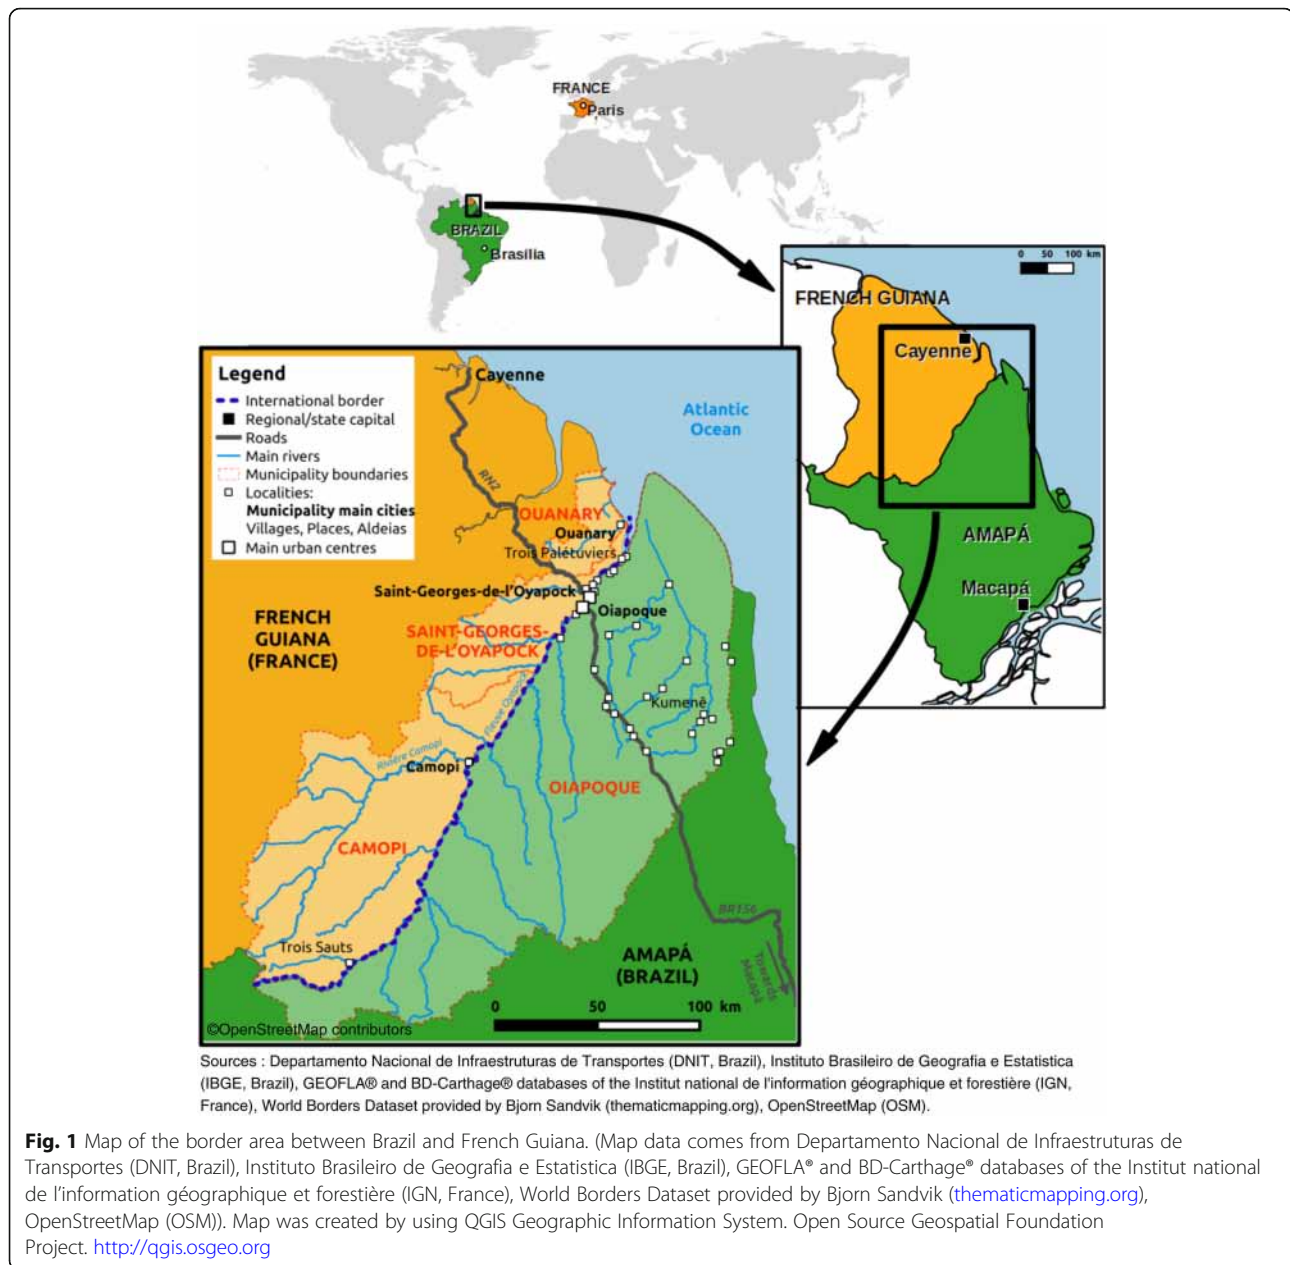 FRANCE
Paris
BRAZIL
Brasília
0 50 100 km
FRENCH GUIANA
Cayenne
AMAPÁ
Macapá
Legend
International border
Regional/state capital
Roads
Main rivers
Municipality boundaries
Localities:
Municipality main cities
Villages, Places, Aldeias
Main urban centres
Cayenne
Atlantic
Ocean
RN2
OUANARY
Ouanary
Trois Palétuviers
Saint-Georges-de-l'Oyapock
Oiapoque
FRENCH
GUIANA
(FRANCE)
SAINT-GEORGES-
DE-L'OYAPOCK
Fleuve Oyapock
Kumenê
Rivière Camopi
Camopi
OIAPOQUE
CAMOPI
BR156
Trois Sauts
AMAPÁ
(BRAZIL)
Towards
Macapá
0 50 100 km
©OpenStreetMap contributors
Sources : Departamento Nacional de Infraestruturas de Transportes (DNIT, Brazil), Instituto Brasileiro de Geografia e Estatistica
(IBGE, Brazil), GEOFLA® and BD-Carthage® databases of the Institut national de l'information géographique et forestière (IGN,
France), World Borders Dataset provided by Bjorn Sandvik (thematicmapping.org), OpenStreetMap (OSM).
Fig. 1 Map of the border area between Brazil and French Guiana. (Map data comes from Departamento Nacional de Infraestruturas de
Transportes (DNIT, Brazil), Instituto Brasileiro de Geografia e Estatistica (IBGE, Brazil), GEOFLA® and BD-Carthage® databases of the Institut national
de l'information géographique et forestière (IGN, France), World Borders Dataset provided by Bjorn Sandvik (thematicmapping.org),
OpenStreetMap (OSM)). Map was created by using QGIS Geographic Information System. Open Source Geospatial Foundation
Project. http://qgis.osgeo.org